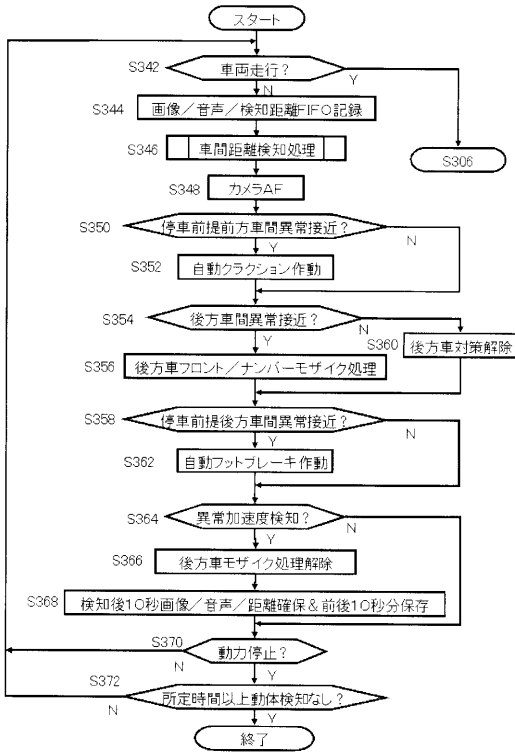 スタート
S342
車両走行？
Y
N
S344
画像／音声／検知距離FIFO記録
S346
車間距離検知処理
S306
S348
カメラAF
S350
停車前提前方車間異常接近？
N
Y
S352
自動クラクション作動
S354
後方車間異常接近？
N
Y
S360
後方車対策解除
S356
後方車フロント／ナンバーモザイク処理
S358
停車前提後方車間異常接近？
N
Y
S362
自動フットブレーキ作動
S364
異常加速度検知？
N
Y
S366
後方車モザイク処理解除
S368
検知後10秒画像／音声／距離確保＆前後10秒分保存
S370
動力停止？
N
Y
S372
所定時間以上動体検知なし？
N
Y
終了